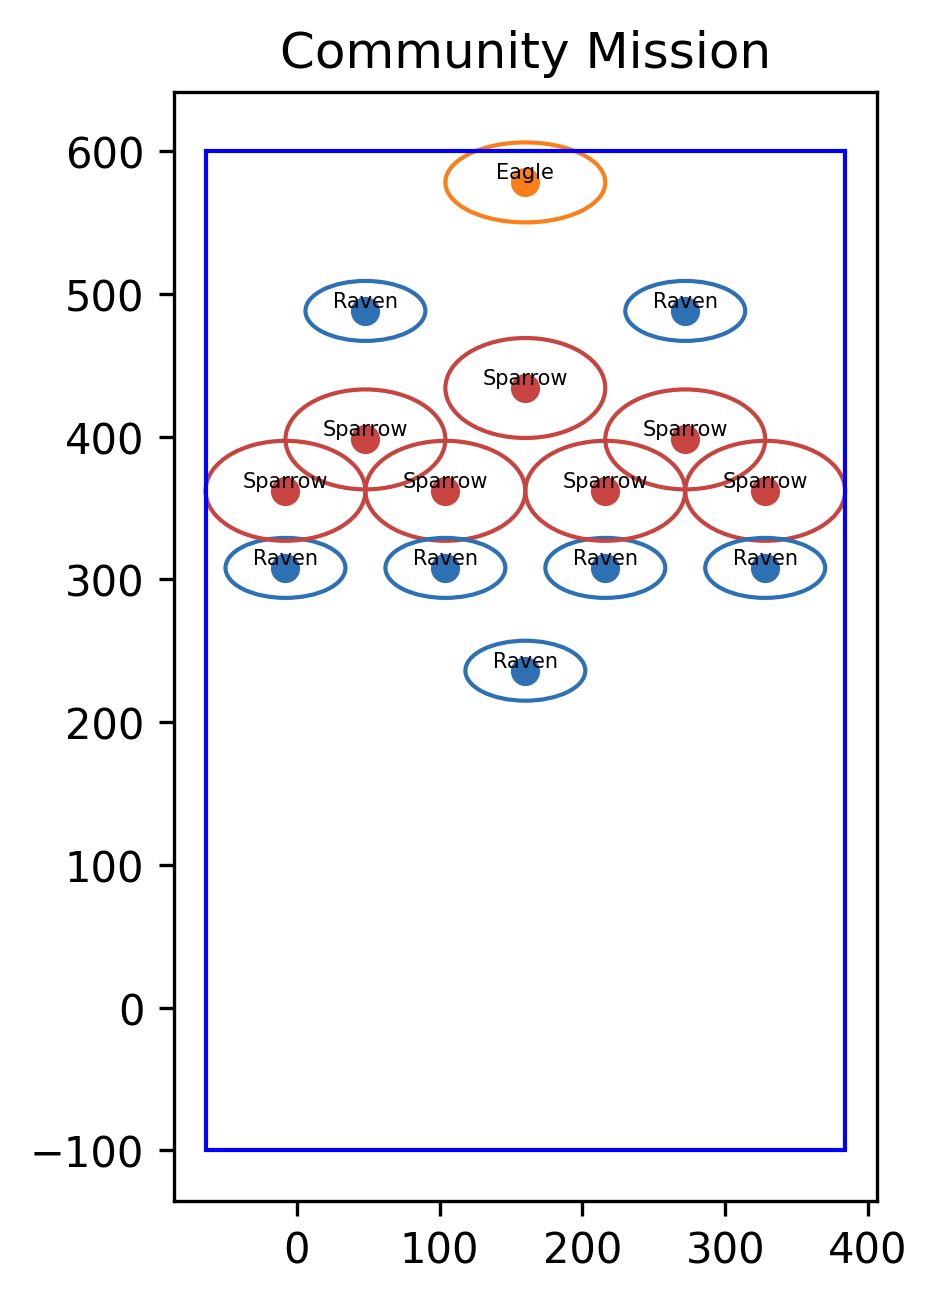 Community Mission
600
Eagle
500
Raven Raven
Sparrow
400
Sparrow Sparrow
Sparrow Sparrow Sparrow Sparrow
300
Raven Raven Raven Raven
Raven
200
100
0
−100
0 100 200 300 400